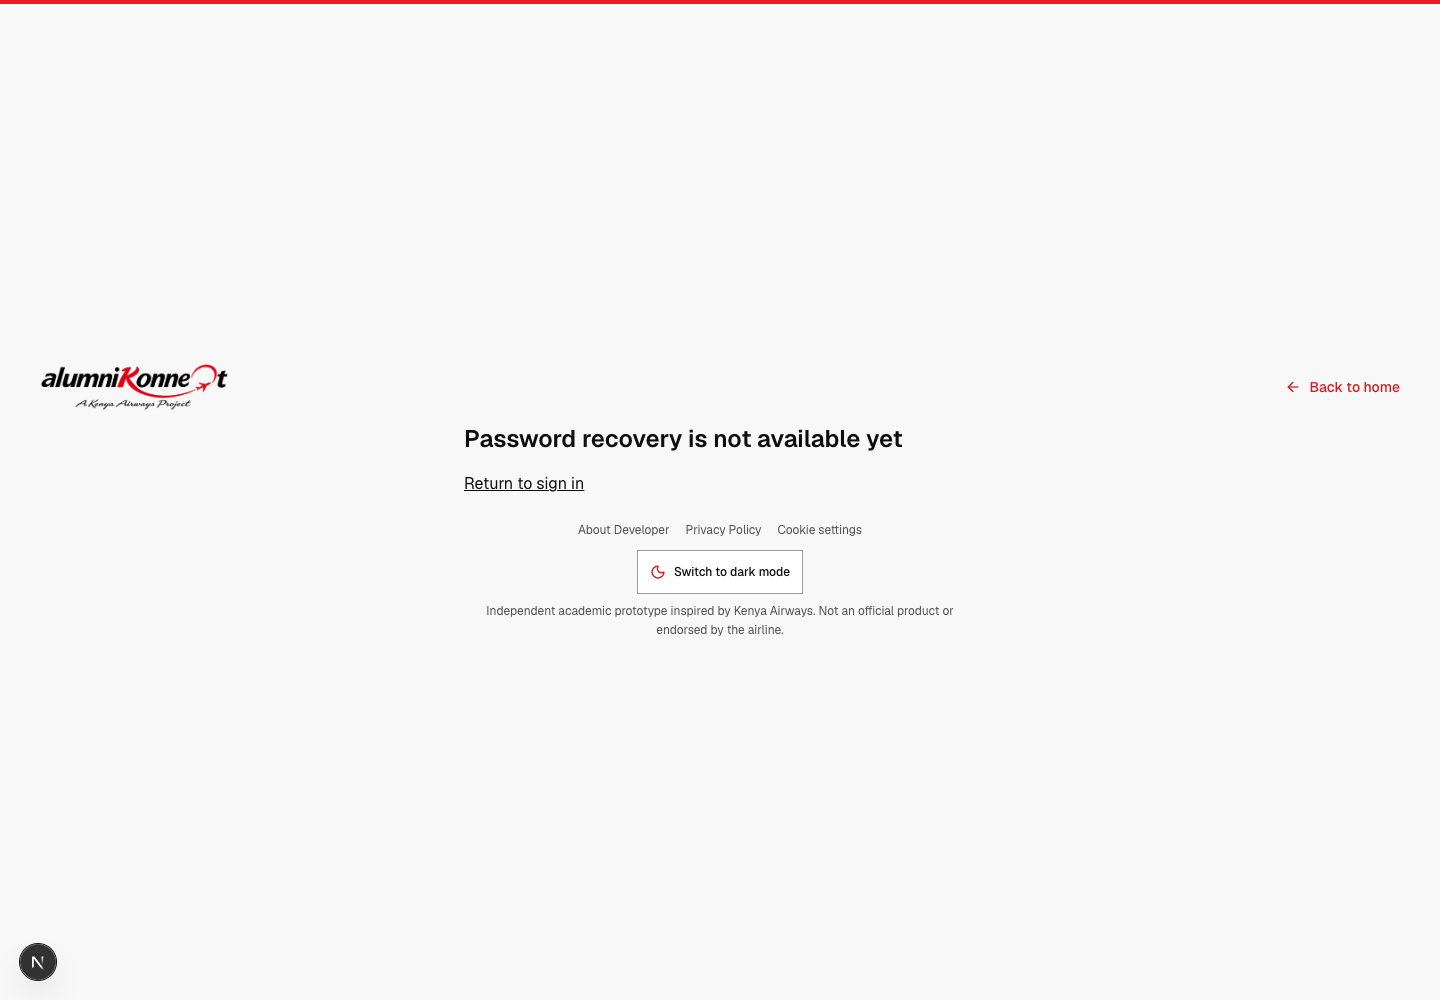 alumniKonnect
A Kenya Airways Project
Back to home
Password recovery is not available yet
Return to sign in
About Developer Privacy Policy Cookie settings
Switch to dark mode
Independent academic prototype inspired by Kenya Airways. Not an official product or
endorsed by the airline.
N